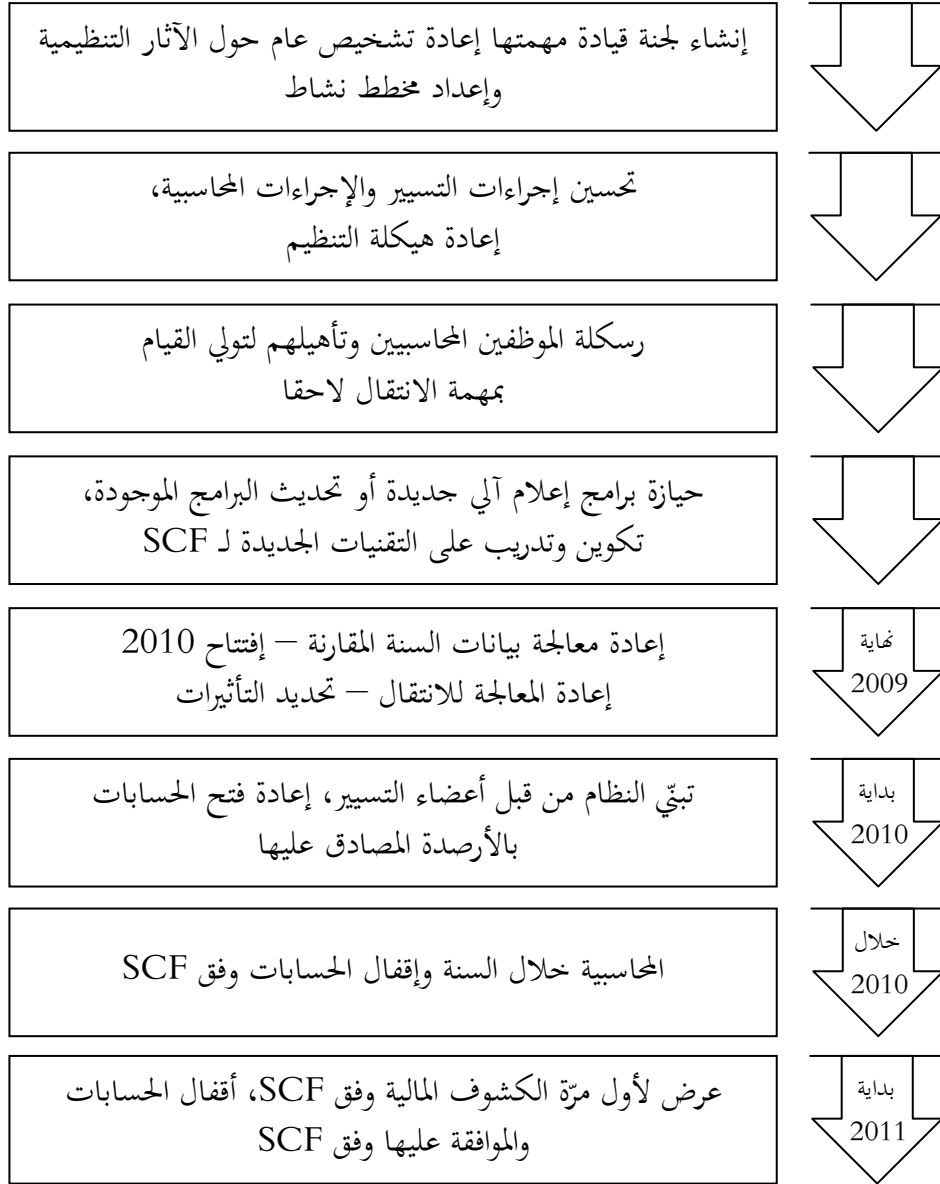 إنشاء لجنة قيادة مهمتها إعادة تشخيص عام حول الآثار التنظيمية
وإعداد مخطط نشاط
تحسين إجراءات التسيير والإجراءات المحاسبية،
إعادة هيكلة التنظيم
رسكلة الموظفين المحاسبيين وتأهيلهم لتولي القيام
بمهمة الانتقال لاحقا
حيازة برامج إعلام آلي جديدة أو تحديث البرامج الموجودة،
تكوين وتدريب على التقنيات الجديدة لـ SCF
نهاية
2009
إعادة معالجة بيانات السنة المقارنة – إفتتاح 2010
إعادة المعالجة للانتقال – تحديد التأثيرات
بداية
2010
تبنّي النظام من قبل أعضاء التسيير، إعادة فتح الحسابات
بالأرصدة المصادق عليها
خلال
2010
المحاسبية خلال السنة وإقفال الحسابات وفق SCF
بداية
2011
عرض لأول مرّة الكشوف المالية وفق SCF، أقفال الحسابات
والموافقة عليها وفق SCF